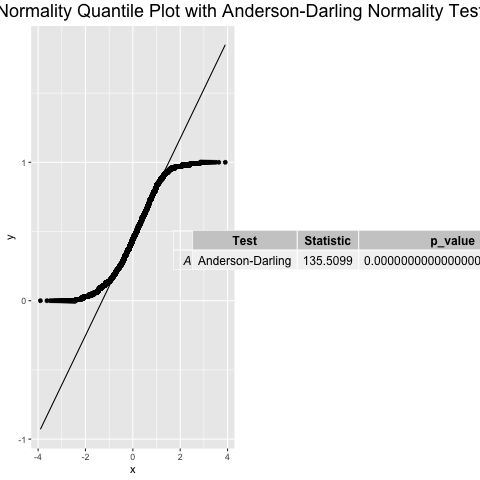 Normality Quantile Plot with Anderson-Darling Normality Test
1
0
-1
y
-4 -2 0 2 4
x
Test Statistic p_value
A Anderson-Darling 135.5099 0.0000000000000000